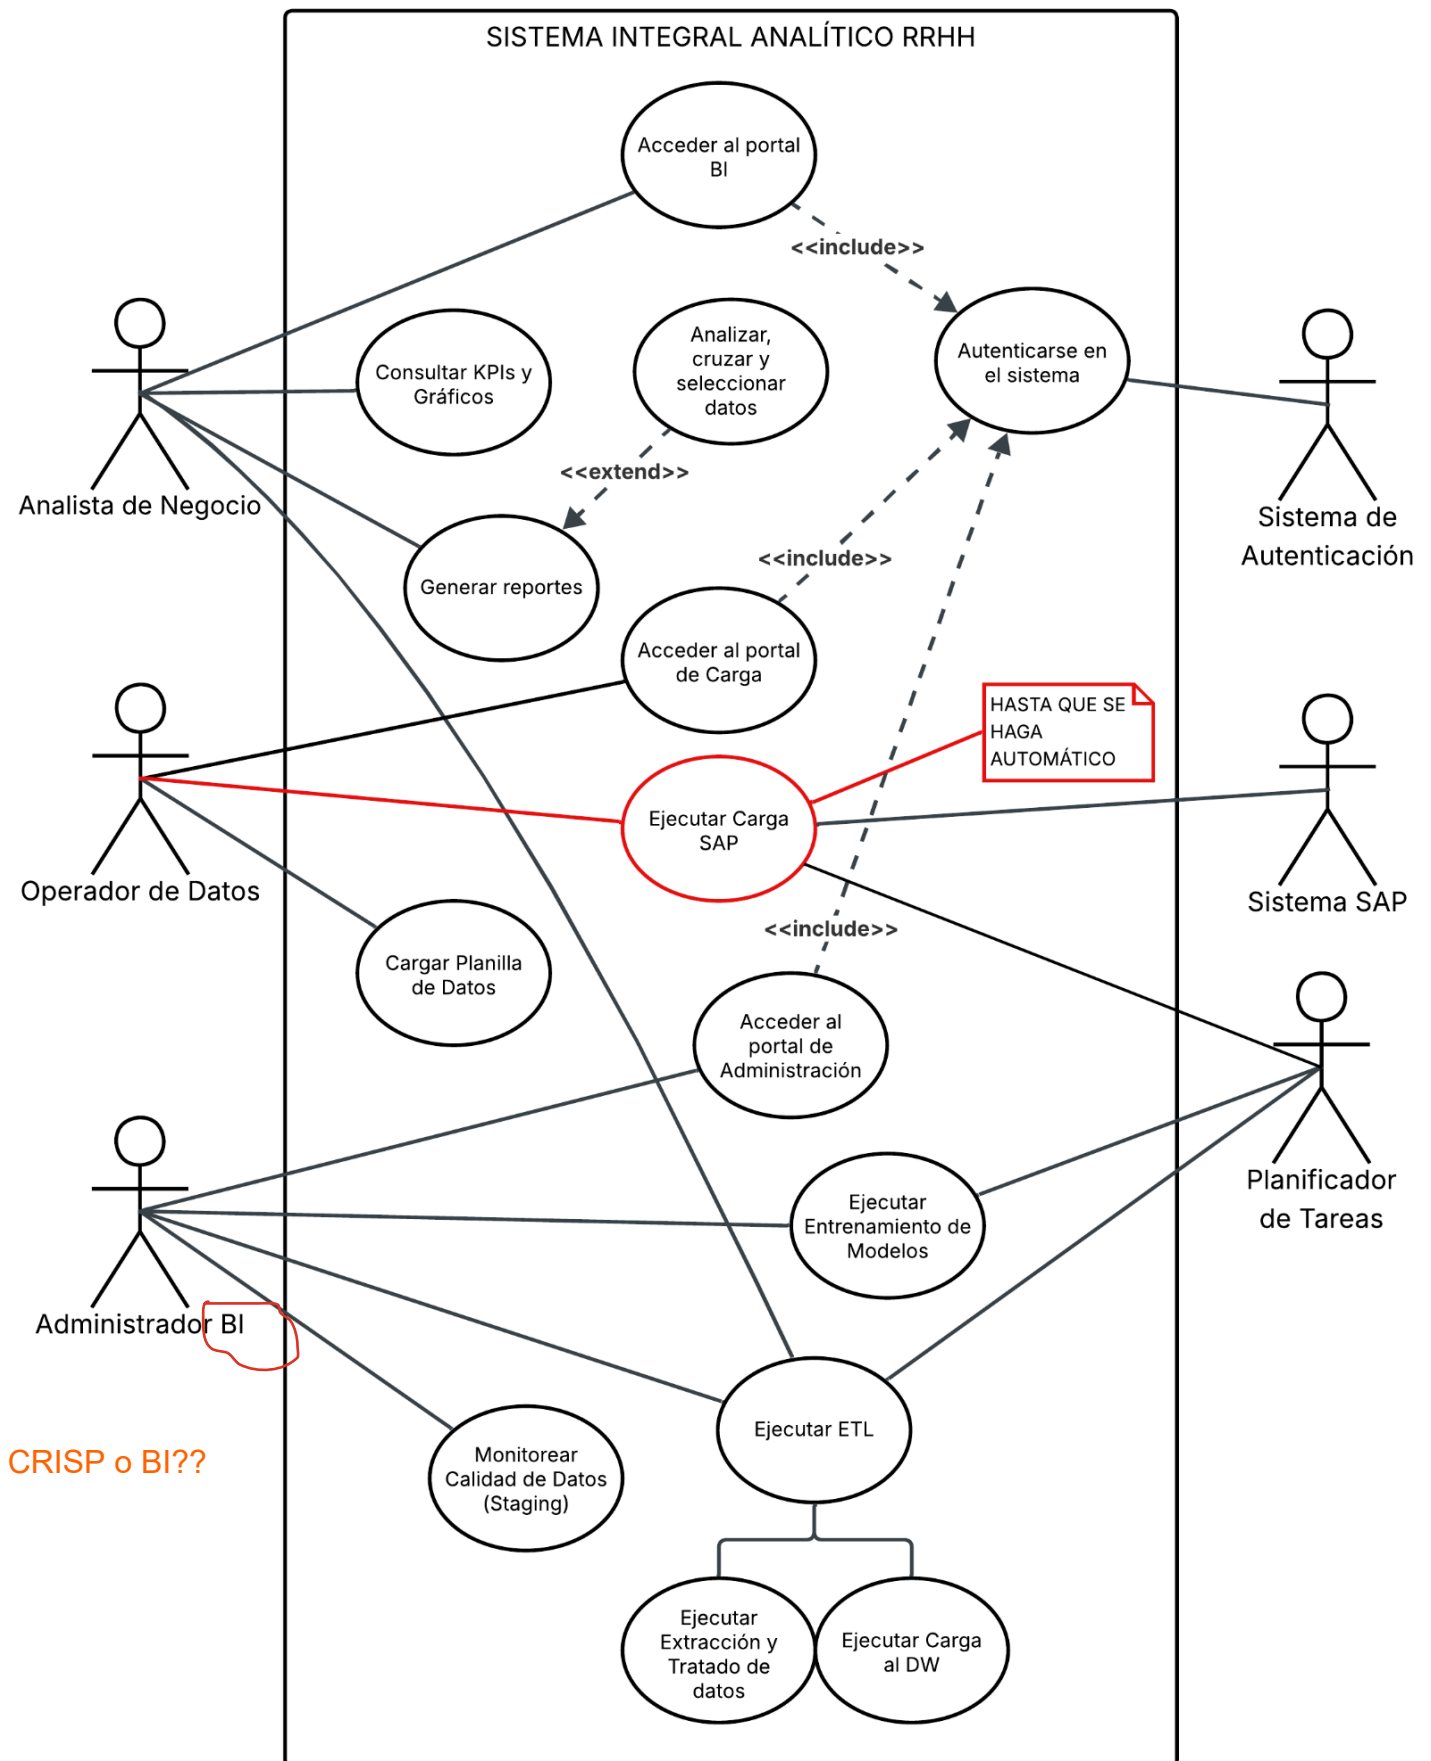 SISTEMA INTEGRAL ANALÍTICO RRHH
Acceder al portal
BI
<<include>>
Analizar,
cruzar y
seleccionar
datos
Autenticarse en
el sistema
Consultar KPIs y
Gráficos
<<extend>>
Analista de Negocio
Sistema de
Autenticación
<<include>>
Generar reportes
Acceder al portal
de Carga
HASTA QUE SE
HAGA
AUTOMÁTICO
Ejecutar Carga
SAP
Operador de Datos
Sistema SAP
<<include>>
Cargar Planilla
de Datos
Acceder al
portal de
Administración
Planificador
de Tareas
Ejecutar
Entrenamiento de
Modelos
Administrador BI
Ejecutar ETL
CRISP o BI??
Monitorear
Calidad de Datos
(Staging)
Ejecutar
Extracción y
Tratado de
datos
Ejecutar Carga
al DW